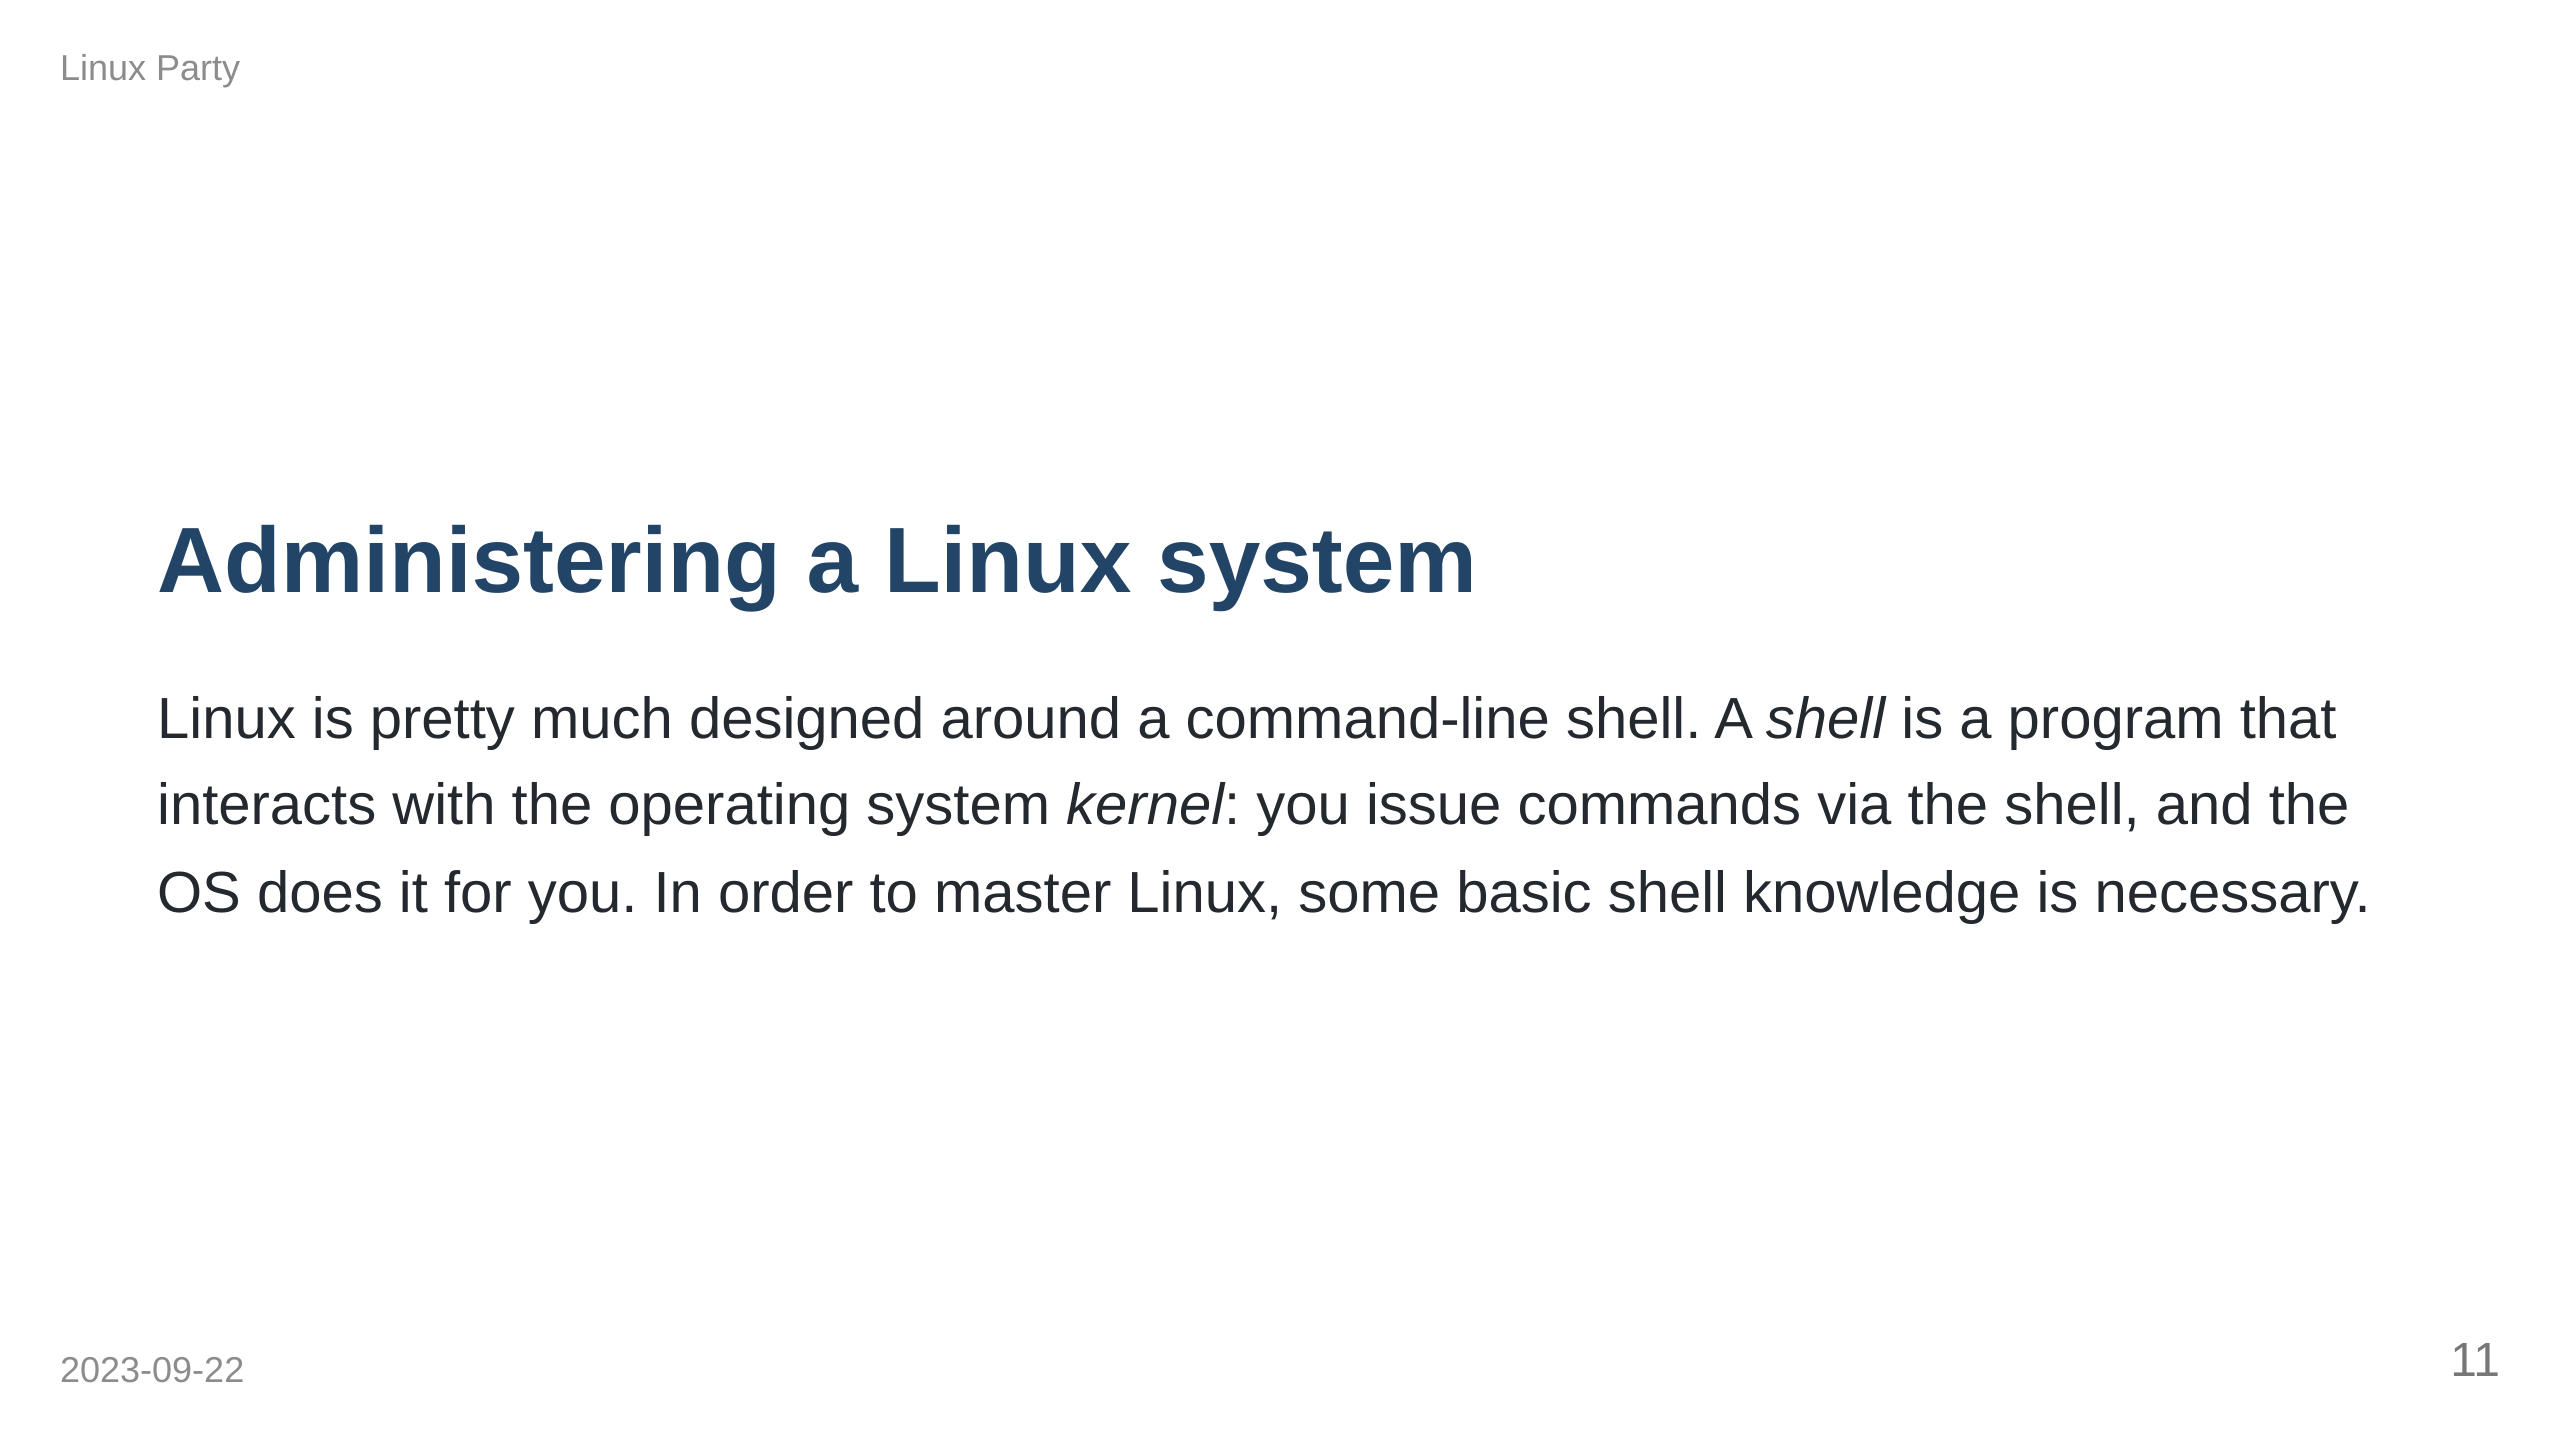 Linux Party
Administering a Linux system
Linux is pretty much designed around a command-line shell. A shell is a program that
interacts with the operating system kernel: you issue commands via the shell, and the
OS does it for you. In order to master Linux, some basic shell knowledge is necessary.
2023-09-22
11